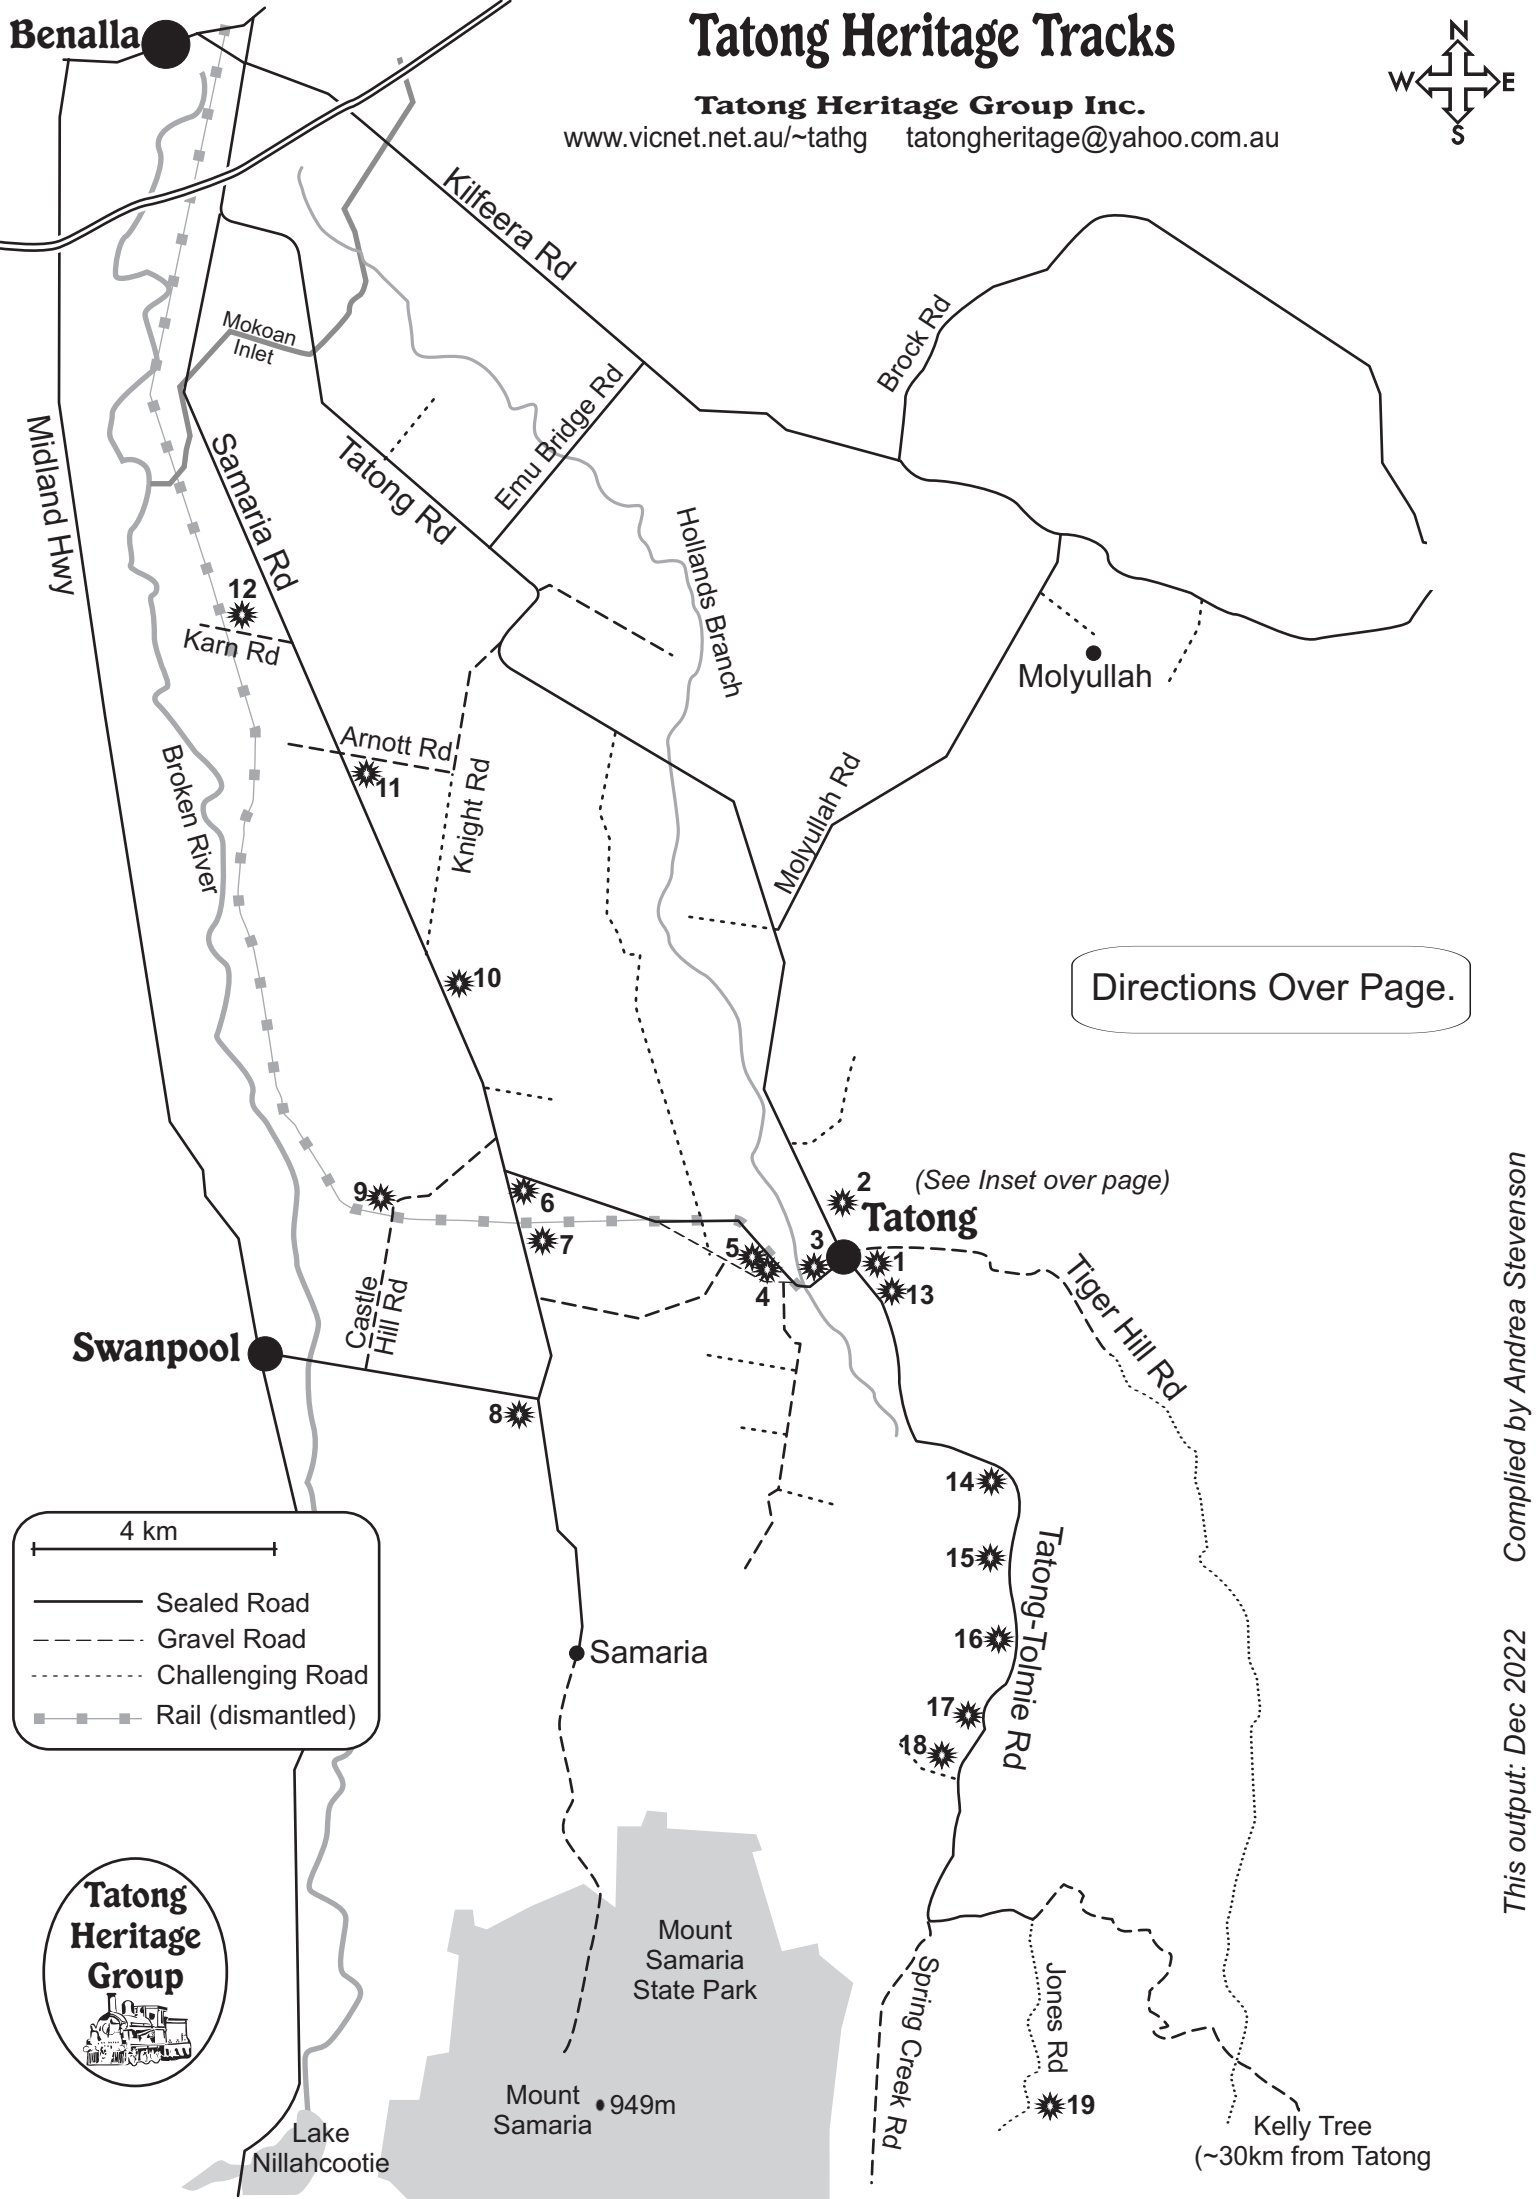 Benalla
Tatong Heritage Tracks
Tatong Heritage Group Inc.
www.vicnet.net.au/~tathg tatongheritage@yahoo.com.au
N
W E
S
Kilfeera Rd
Mokoan
Inlet
Brock Rd
Emu Bridge Rd
Midland Hwy
Samaria Rd
Tatong Rd
Hollands Branch
12
Karn Rd
Molyullah
Arnott Rd
11
Broken River
Knight Rd
Molyullah Rd
10
Directions Over Page.
2
(See Inset over page)
Tatong
9
6
7
5
4
3
1
13
Castle
Hill Rd
Tiger Hill Rd
Swanpool
8
14
15
16
17
18
Tatong-Tolmie Rd
4 km
Sealed Road
Gravel Road
Challenging Road
Rail (dismantled)
Samaria
Complied by Andrea Stevenson
This output: Dec 2022
Tatong
Heritage
Group
Mount
Samaria
State Park
Mount
Samaria
949m
Spring Creek Rd
Jones Rd
19
Kelly Tree
(~30km from Tatong
Lake
Nillahcootie